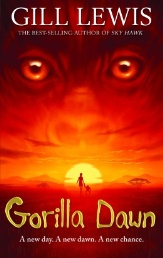 GILL LEWIS
THE BEST-SELLING AUTHOR OF SKY HAWK
Gorilla Dawn
A new day. A new dawn. A new chance.